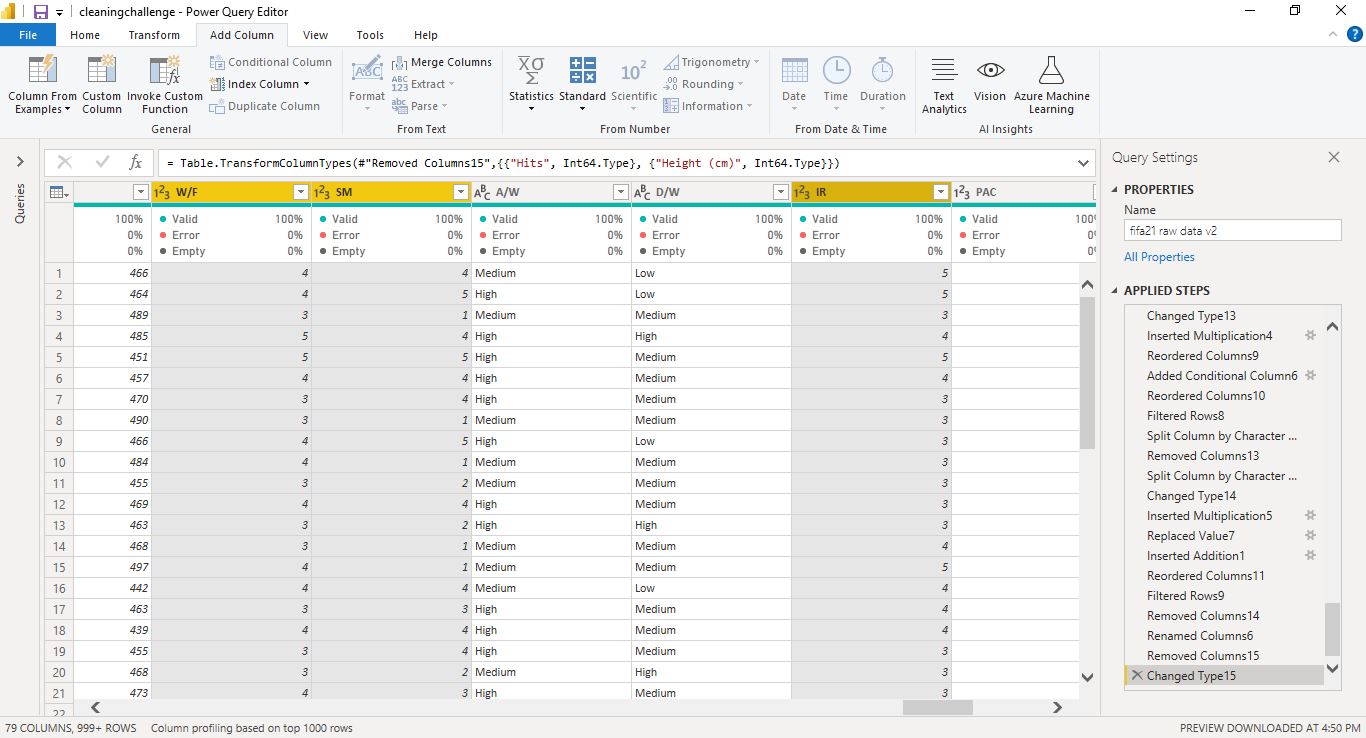 cleaningchallenge - Power Query Editor
File Home Transform Add Column View Tools Help
Column From Examples
Custom Column
Invoke Custom Function
Conditional Column
Index Column
Duplicate Column
General
Format
Merge Columns
ABC 123 Extract
abc Parse
From Text
Statistics
Standard
10² Scientific
Trigonometry
.00 Rounding
Information
From Number
Date
Time
Duration
From Date & Time
Text Analytics
Vision
Azure Machine Learning
AI Insights
Queries
fx = Table.TransformColumnTypes(#"Removed Columns15",{{"Hits", Int64.Type}, {"Height (cm)", Int64.Type}})
1²3 W/F 1²3 SM ABC A/W ABC D/W 1²3 IR 1²3 PAC
100% Valid 100% Valid 100% Valid 100% Valid 100% Valid 100% Valid 100%
0% Error 0% Error 0% Error 0% Error 0% Error 0% Error 0%
0% Empty 0% Empty 0% Empty 0% Empty 0% Empty 0% Empty 0%
1 466 4 4 Medium Low 5
2 464 4 5 High Low 5
3 489 3 1 Medium Medium 3
4 485 5 4 High High 4
5 451 5 5 High Medium 5
6 457 4 4 High Medium 4
7 470 3 4 High Medium 3
8 490 3 1 Medium Medium 3
9 466 4 5 High Low 3
10 484 4 1 Medium Medium 3
11 455 3 2 Medium Medium 3
12 469 4 4 High Medium 3
13 463 3 2 High High 3
14 468 3 1 Medium Medium 4
15 497 4 1 Medium Medium 5
16 442 4 4 Medium Low 4
17 463 3 3 High Medium 4
18 439 4 4 High Medium 4
19 455 3 4 High Medium 3
20 468 3 2 Medium High 3
21 473 4 3 High Medium 3
22
Query Settings
PROPERTIES
Name
fifa21 raw data v2
All Properties
APPLIED STEPS
Changed Type13
Inserted Multiplication4
Reordered Columns9
Added Conditional Column6
Reordered Columns10
Filtered Rows8
Split Column by Character ...
Removed Columns13
Split Column by Character ...
Changed Type14
Inserted Multiplication5
Replaced Value7
Inserted Addition1
Reordered Columns11
Filtered Rows9
Removed Columns14
Renamed Columns6
Removed Columns15
Changed Type15
79 COLUMNS, 999+ ROWS Column profiling based on top 1000 rows
PREVIEW DOWNLOADED AT 4:50 PM